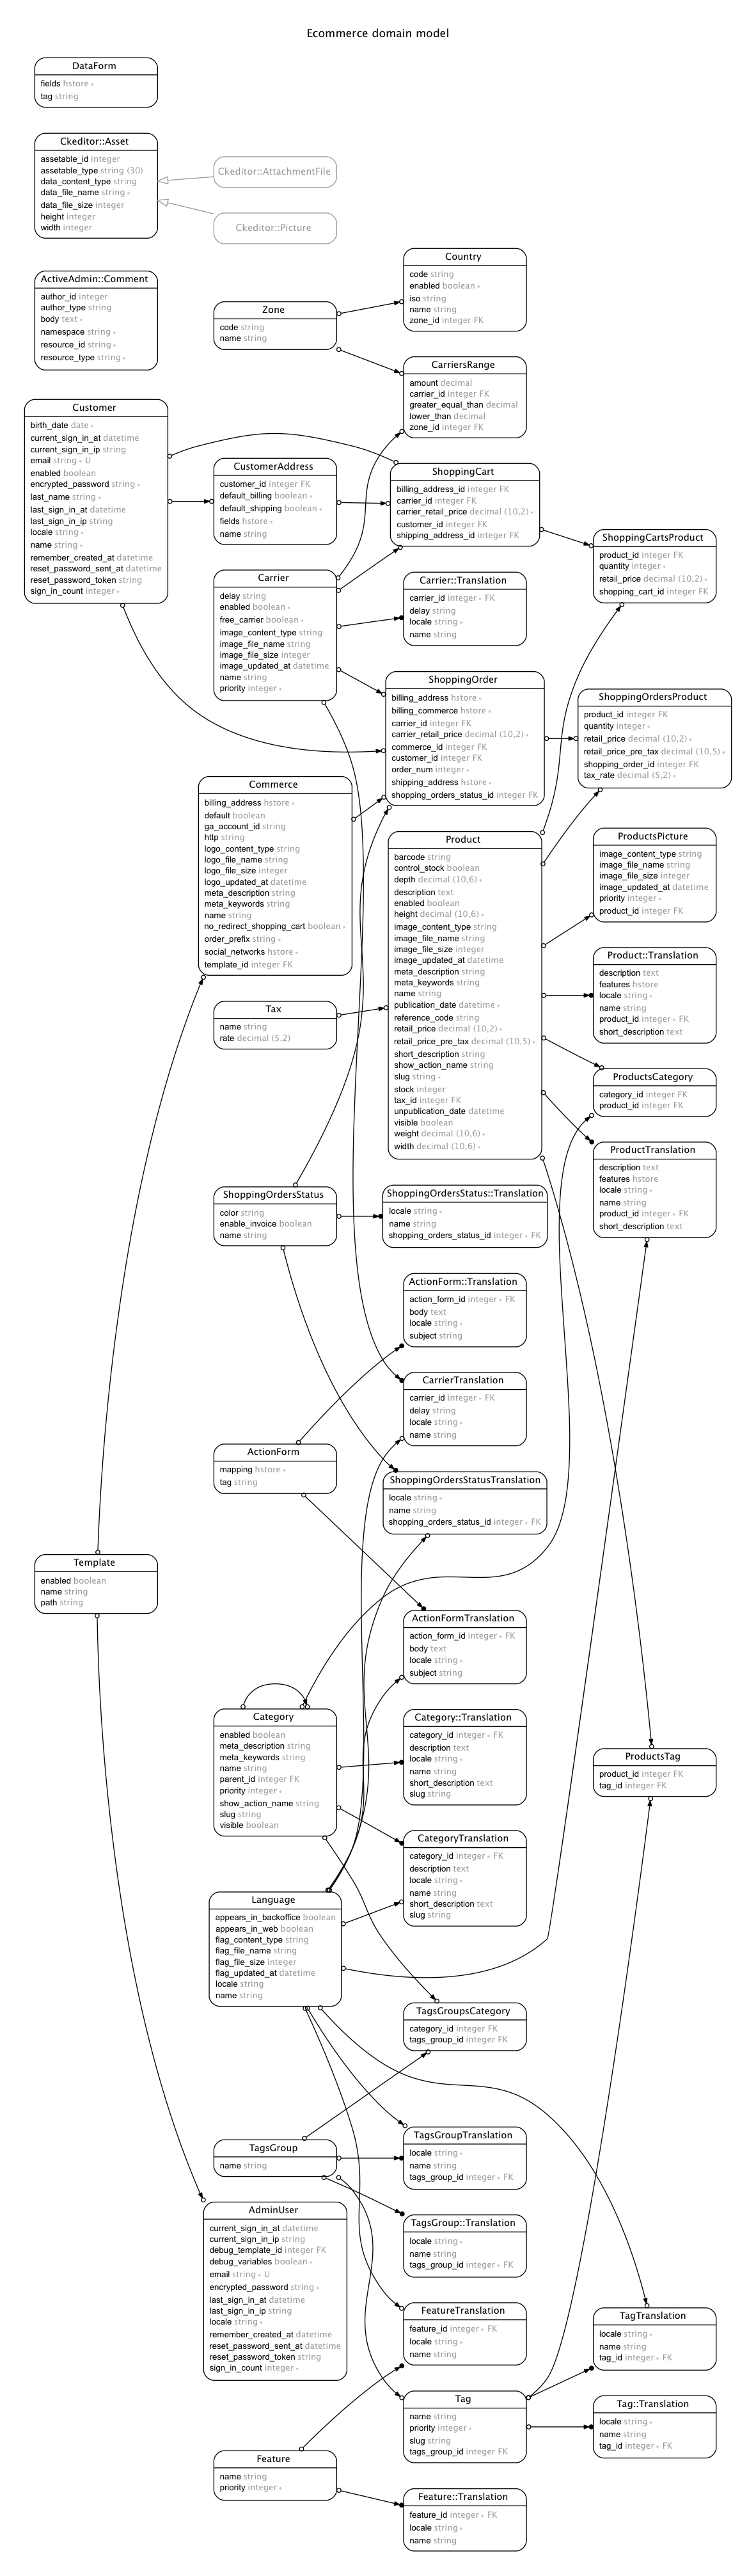 Ecommerce domain model
DataForm
fields hstore *
tag string
Ckeditor::Asset
assetable_id integer
assetable_type string (30)
data_content_type string
data_file_name string *
data_file_size integer
height integer
width integer
Ckeditor::AttachmentFile
Ckeditor::Picture
ActiveAdmin::Comment
author_id integer
author_type string
body text *
namespace string *
resource_id string *
resource_type string *
Zone
code string
name string
Country
code string
enabled boolean *
iso string
name string
zone_id integer FK
CarriersRange
amount decimal
carrier_id integer FK
greater_equal_than decimal
lower_than decimal
zone_id integer FK
Customer
birth_date date *
current_sign_in_at datetime
current_sign_in_ip string
email string * U
enabled boolean
encrypted_password string *
last_name string *
last_sign_in_at datetime
last_sign_in_ip string
locale string *
name string *
remember_created_at datetime
reset_password_sent_at datetime
reset_password_token string
sign_in_count integer *
CustomerAddress
customer_id integer FK
default_billing boolean *
default_shipping boolean *
fields hstore *
name string
ShoppingCart
billing_address_id integer FK
carrier_id integer FK
carrier_retail_price decimal (10,2) *
customer_id integer FK
shipping_address_id integer FK
ShoppingCartsProduct
product_id integer FK
quantity integer *
retail_price decimal (10,2) *
shopping_cart_id integer FK
Carrier
delay string
enabled boolean *
free_carrier boolean *
image_content_type string
image_file_name string
image_file_size integer
image_updated_at datetime
name string
priority integer *
Carrier::Translation
carrier_id integer * FK
delay string
locale string *
name string
ShoppingOrder
billing_address hstore *
billing_commerce hstore *
carrier_id integer FK
carrier_retail_price decimal (10,2) *
commerce_id integer FK
customer_id integer FK
order_num integer *
shipping_address hstore *
shopping_orders_status_id integer FK
ShoppingOrdersProduct
product_id integer FK
quantity integer *
retail_price decimal (10,2) *
retail_price_pre_tax decimal (10,5) *
shopping_order_id integer FK
tax_rate decimal (5,2) *
Commerce
billing_address hstore *
default boolean
ga_account_id string
http string
logo_content_type string
logo_file_name string
logo_file_size integer
logo_updated_at datetime
meta_description string
meta_keywords string
name string
no_redirect_shopping_cart boolean *
order_prefix string *
social_networks hstore *
template_id integer FK
Product
barcode string
control_stock boolean
depth decimal (10,6) *
description text
enabled boolean
height decimal (10,6) *
image_content_type string
image_file_name string
image_file_size integer
image_updated_at datetime
meta_description string
meta_keywords string
name string
publication_date datetime *
reference_code string
retail_price decimal (10,2) *
retail_price_pre_tax decimal (10,5) *
short_description string
show_action_name string
slug string *
stock integer
tax_id integer FK
unpublication_date datetime
visible boolean
weight decimal (10,6) *
width decimal (10,6) *
ProductsPicture
image_content_type string
image_file_name string
image_file_size integer
image_updated_at datetime
priority integer *
product_id integer FK
Product::Translation
description text
features hstore
locale string *
name string
product_id integer * FK
short_description text
Tax
name string
rate decimal (5,2)
ProductsCategory
category_id integer FK
product_id integer FK
ProductTranslation
description text
features hstore
locale string *
name string
product_id integer * FK
short_description text
ShoppingOrdersStatus
color string
enable_invoice boolean
name string
ShoppingOrdersStatus::Translation
locale string *
name string
shopping_orders_status_id integer * FK
ActionForm::Translation
action_form_id integer * FK
body text
locale string *
subject string
CarrierTranslation
carrier_id integer * FK
delay string
locale string *
name string
ActionForm
mapping hstore *
tag string
ShoppingOrdersStatusTranslation
locale string *
name string
shopping_orders_status_id integer * FK
Template
enabled boolean
name string
path string
ActionFormTranslation
action_form_id integer * FK
body text
locale string *
subject string
Category
enabled boolean
meta_description string
meta_keywords string
name string
parent_id integer FK
priority integer *
show_action_name string
slug string
visible boolean
Category::Translation
category_id integer * FK
description text
locale string *
name string
short_description text
slug string
ProductsTag
product_id integer FK
tag_id integer FK
CategoryTranslation
category_id integer * FK
description text
locale string *
name string
short_description text
slug string
Language
appears_in_backoffice boolean
appears_in_web boolean
flag_content_type string
flag_file_name string
flag_file_size integer
flag_updated_at datetime
locale string
name string
TagsGroupsCategory
category_id integer FK
tags_group_id integer FK
TagsGroup
name string
TagsGroupTranslation
locale string *
name string
tags_group_id integer * FK
AdminUser
current_sign_in_at datetime
current_sign_in_ip string
debug_template_id integer FK
debug_variables boolean *
email string * U
encrypted_password string *
last_sign_in_at datetime
last_sign_in_ip string
locale string *
remember_created_at datetime
reset_password_sent_at datetime
reset_password_token string
sign_in_count integer *
TagsGroup::Translation
locale string *
name string
tags_group_id integer * FK
FeatureTranslation
feature_id integer * FK
locale string *
name string
TagTranslation
locale string *
name string
tag_id integer * FK
Tag
name string
priority integer *
slug string
tags_group_id integer FK
Tag::Translation
locale string *
name string
tag_id integer * FK
Feature
name string
priority integer *
Feature::Translation
feature_id integer * FK
locale string *
name string